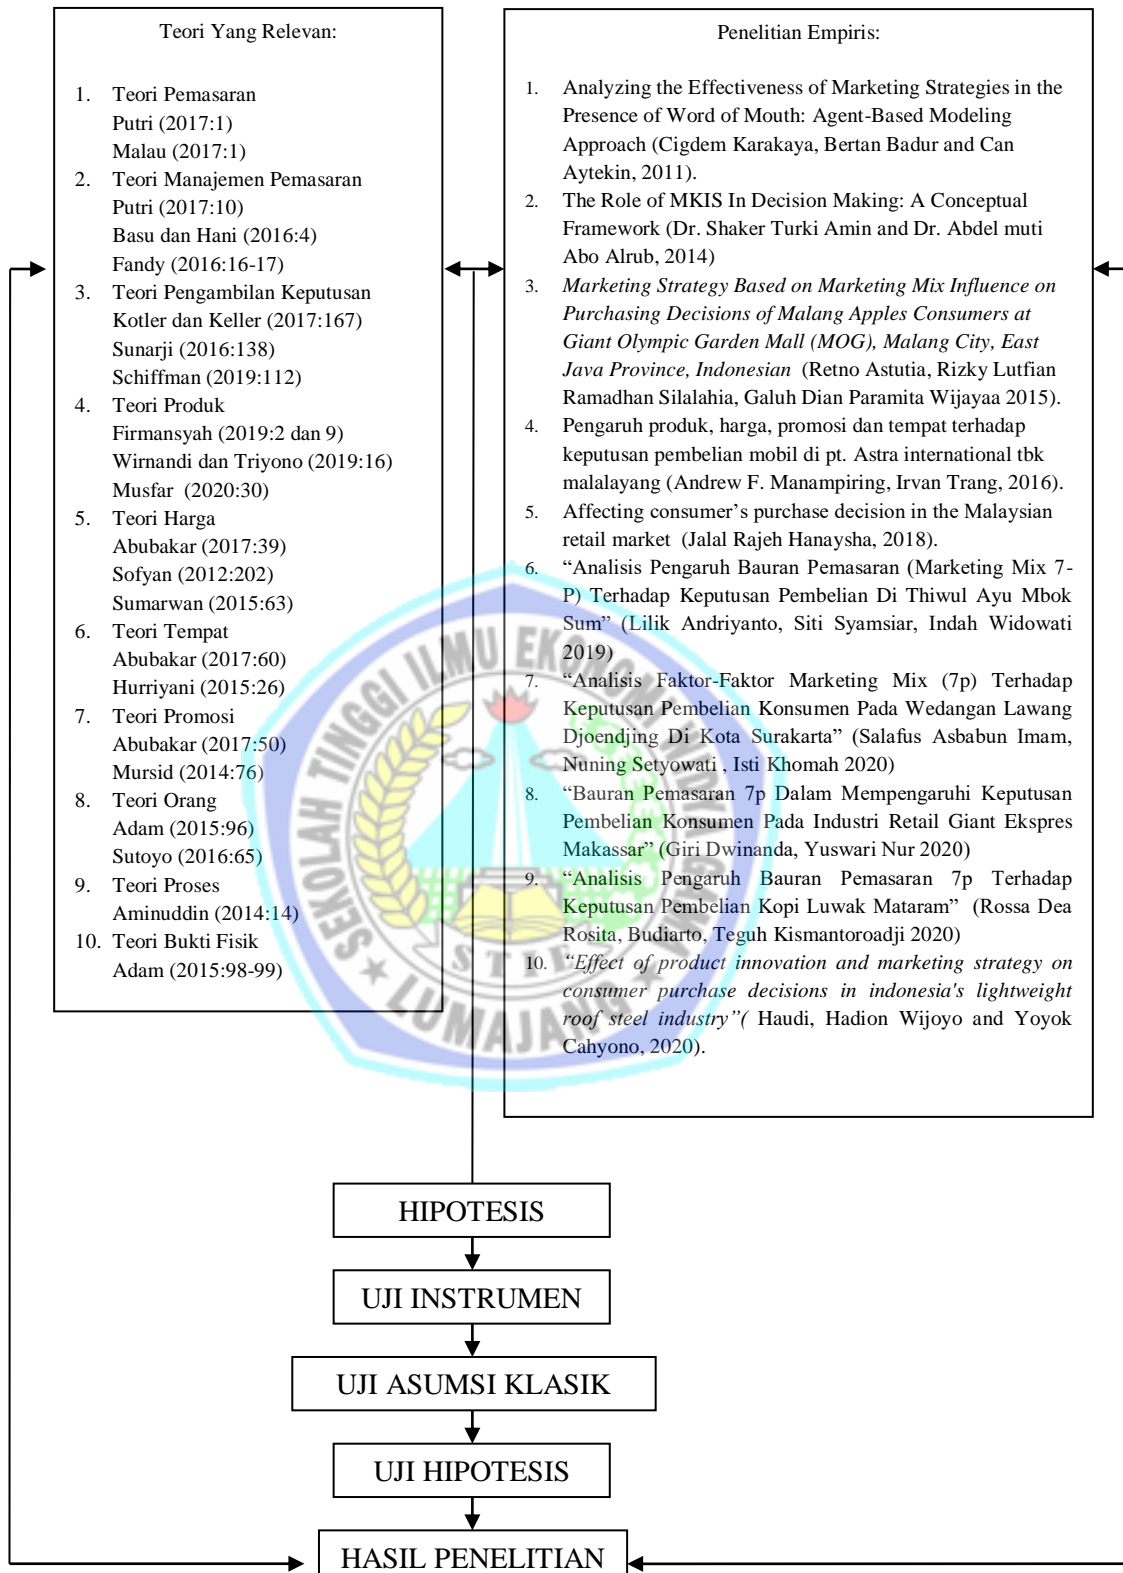 Teori Yang Relevan:
1. Teori Pemasaran
Putri (2017:1)
Malau (2017:1)
2. Teori Manajemen Pemasaran
Putri (2017:10)
Basu dan Hani (2016:4)
Fandy (2016:16-17)
3. Teori Pengambilan Keputusan
Kotler dan Keller (2017:167)
Sunarji (2016:138)
Schiffman (2019:112)
4. Teori Produk
Firmansyah (2019:2 dan 9)
Wirnandi dan Triyono (2019:16)
Musfar (2020:30)
5. Teori Harga
Abubakar (2017:39)
Sofyan (2012:202)
Sumarwan (2015:63)
6. Teori Tempat
Abubakar (2017:60)
Hurriyani (2015:26)
7. Teori Promosi
Abubakar (2017:50)
Mursid (2014:76)
8. Teori Orang
Adam (2015:96)
Sutoyo (2016:65)
9. Teori Proses
Aminuddin (2014:14)
10. Teori Bukti Fisik
Adam (2015:98-99)
Penelitian Empiris:
1. Analyzing the Effectiveness of Marketing Strategies in the
Presence of Word of Mouth: Agent-Based Modeling
Approach (Cigdem Karakaya, Bertan Badur and Can
Aytekin, 2011).
2. The Role of MKIS In Decision Making: A Conceptual
Framework (Dr. Shaker Turki Amin and Dr. Abdel muti
Abo Alrub, 2014)
3. Marketing Strategy Based on Marketing Mix Influence on
Purchasing Decisions of Malang Apples Consumers at
Giant Olympic Garden Mall (MOG), Malang City, East
Java Province, Indonesian (Retno Astutia, Rizky Lutfian
Ramadhan Silalahia, Galuh Dian Paramita Wijayaa 2015).
4. Pengaruh produk, harga, promosi dan tempat terhadap
keputusan pembelian mobil di pt. Astra international tbk
malalayang (Andrew F. Manampiring, Irvan Trang, 2016).
5. Affecting consumer's purchase decision in the Malaysian
retail market (Jalal Rajeh Hanaysha, 2018).
6. “Analisis Pengaruh Bauran Pemasaran (Marketing Mix 7-
P) Terhadap Keputusan Pembelian Di Thiwul Ayu Mbok
Sum” (Lilik Andriyanto, Siti Syamsiar, Indah Widowati
2019)
7. “Analisis Faktor-Faktor Marketing Mix (7p) Terhadap
Keputusan Pembelian Konsumen Pada Wedangan Lawang
Djoendjing Di Kota Surakarta” (Salafus Asbabun Imam,
Nuning Setyowati , Isti Khomah 2020)
8. “Bauran Pemasaran 7p Dalam Mempengaruhi Keputusan
Pembelian Konsumen Pada Industri Retail Giant Ekspres
Makassar” (Giri Dwinanda, Yuswari Nur 2020)
9. “Analisis Pengaruh Bauran Pemasaran 7p Terhadap
Keputusan Pembelian Kopi Luwak Mataram” (Rossa Dea
Rosita, Budiarto, Teguh Kismantoroadji 2020)
10. “Effect of product innovation and marketing strategy on
consumer purchase decisions in indonesia's lightweight
roof steel industry”( Haudi, Hadion Wijoyo and Yoyok
Cahyono, 2020).
SEKOLAH TINGGI ILMU EKONOMI WIDYA GAMA
STIE
LUMAJANG
HIPOTESIS
UJI INSTRUMEN
UJI ASUMSI KLASIK
UJI HIPOTESIS
HASIL PENELITIAN